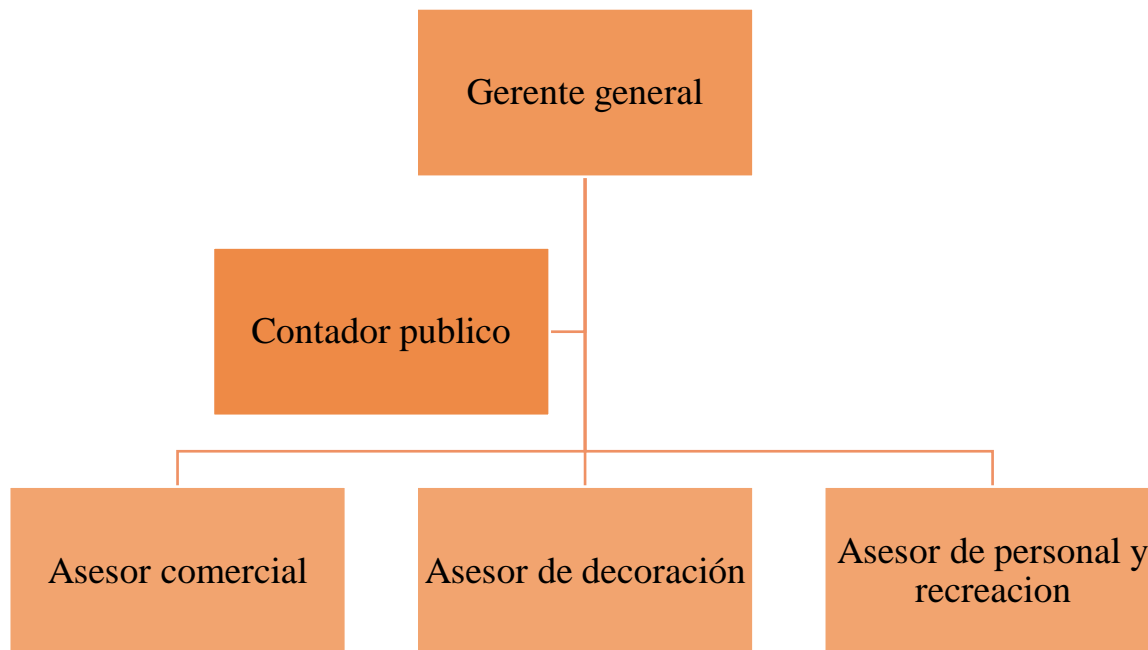 Gerente general
Contador publico
Asesor comercial
Asesor de decoración
Asesor de personal y
recreacion